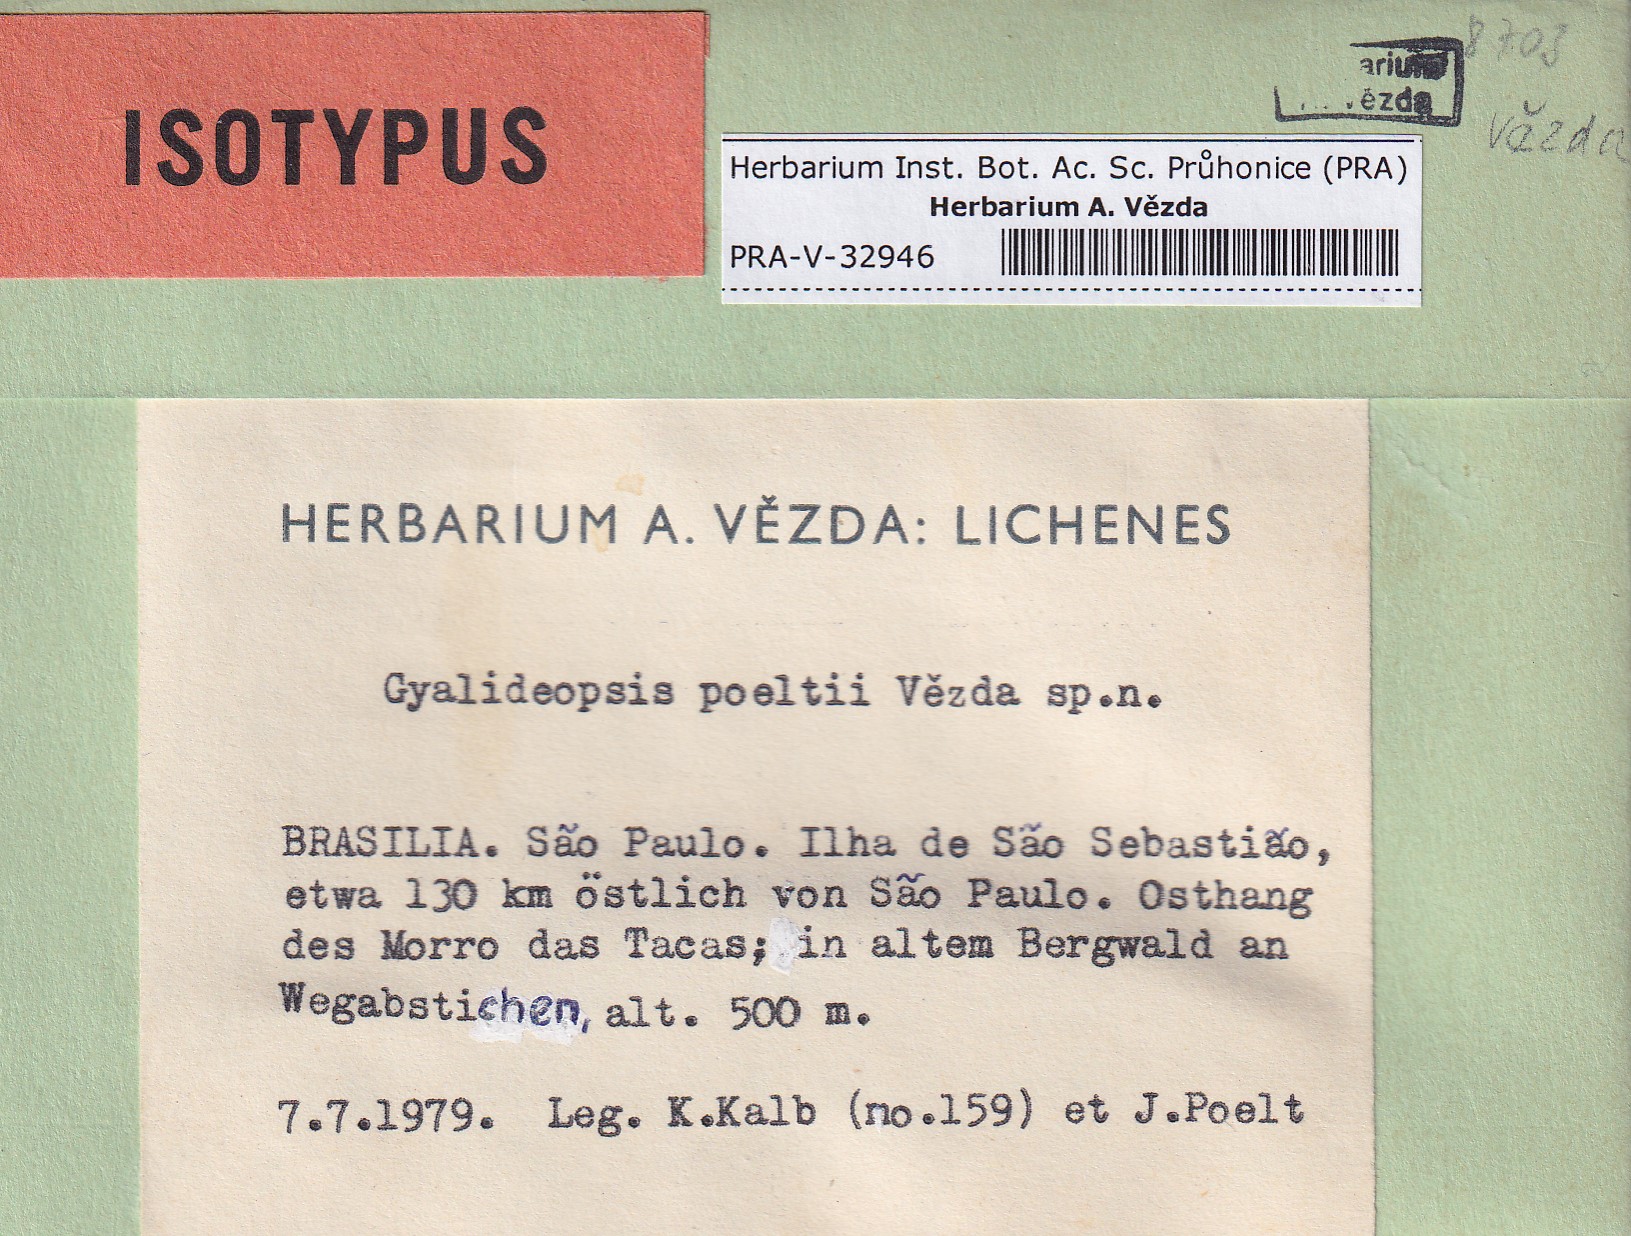 ISOTYPUS
8703
Vězda
Herbarium Inst. Bot. Ac. Sc. Průhonice (PRA)
Herbarium A. Vězda
PRA-V-32946
HERBARIUM A. VĚZDA: LICHENES
Gyalideopsis poeltii Vězda sp.n.
BRASILIA. São Paulo. Ilha de São Sebastião,
etwa 130 km östlich von São Paulo. Osthang
des Morro das Tacas; in altem Bergwald an
Wegabstichen, alt. 500 m.
7.7.1979. Leg. K.Kalb (no.159) et J.Poelt